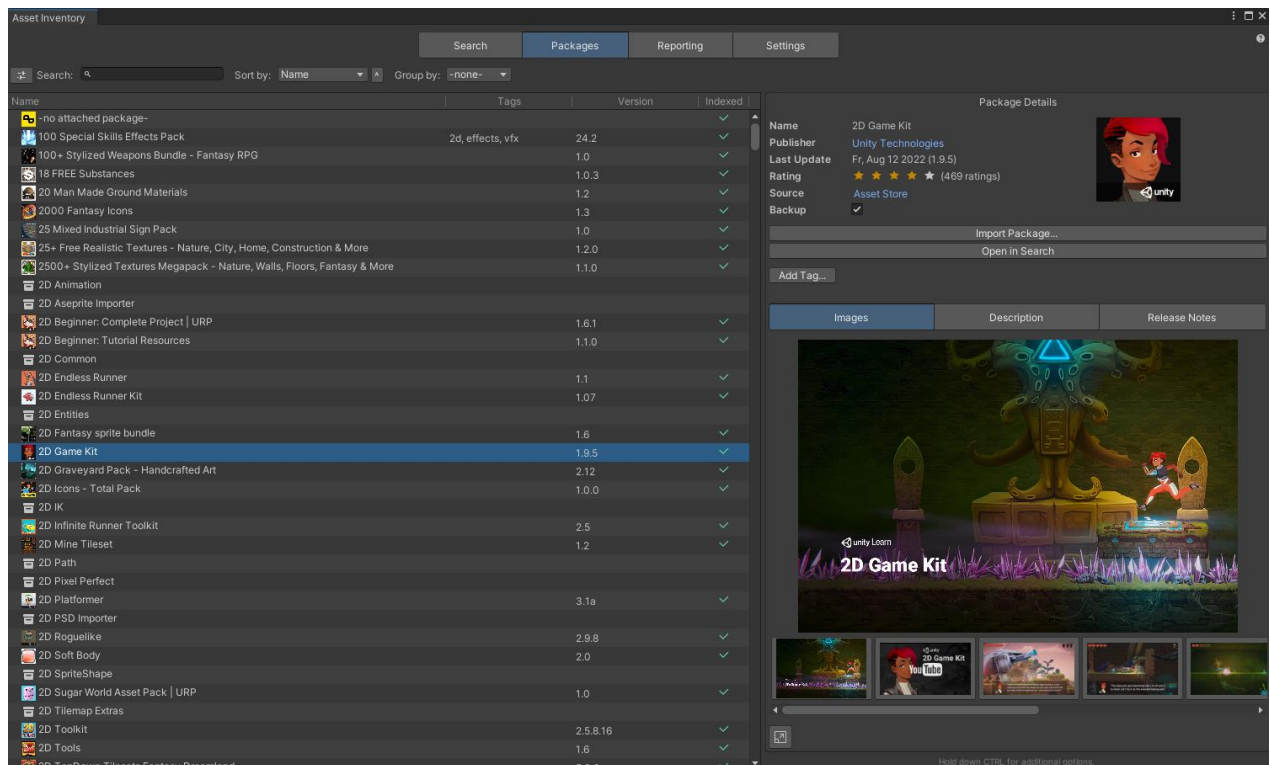 Asset Inventory
Search Packages Reporting Settings
Search: Sort by: Name Group by: -none-
Name Tags Version Indexed
-no attached package-
100 Special Skills Effects Pack 2d, effects, vfx 24.2
100+ Stylized Weapons Bundle - Fantasy RPG 1.0
18 FREE Substances 1.0.3
20 Man Made Ground Materials 1.2
2000 Fantasy Icons 1.3
25 Mixed Industrial Sign Pack 1.0
25+ Free Realistic Textures - Nature, City, Home, Construction & More 1.2.0
2500+ Stylized Textures Megapack - Nature, Walls, Floors, Fantasy & More 1.1.0
2D Animation
2D Aseprite Importer
2D Beginner: Complete Project | URP 1.6.1
2D Beginner: Tutorial Resources 1.1.0
2D Common
2D Endless Runner 1.1
2D Endless Runner Kit 1.07
2D Entities
2D Fantasy sprite bundle 1.6
2D Game Kit 1.9.5
2D Graveyard Pack - Handcrafted Art 2.12
2D Icons - Total Pack 1.0.0
2D IK
2D Infinite Runner Toolkit 2.5
2D Mine Tileset 1.2
2D Path
2D Pixel Perfect
2D Platformer 3.1a
2D PSD Importer
2D Roguelike 2.9.8
2D Soft Body 2.0
2D SpriteShape
2D Sugar World Asset Pack | URP 1.0
2D Tilemap Extras
2D Toolkit 2.5.8.16
2D Tools 1.6
Package Details
Name 2D Game Kit
Publisher Unity Technologies
Last Update Fr, Aug 12 2022 (1.9.5)
Rating (469 ratings)
Source Asset Store
Backup
unity
Import Package...
Open in Search
Add Tag...
Images Description Release Notes
unity Learn
2D Game Kit
unity
2D Game Kit
YouTube
Hold down CTRL for additional options.